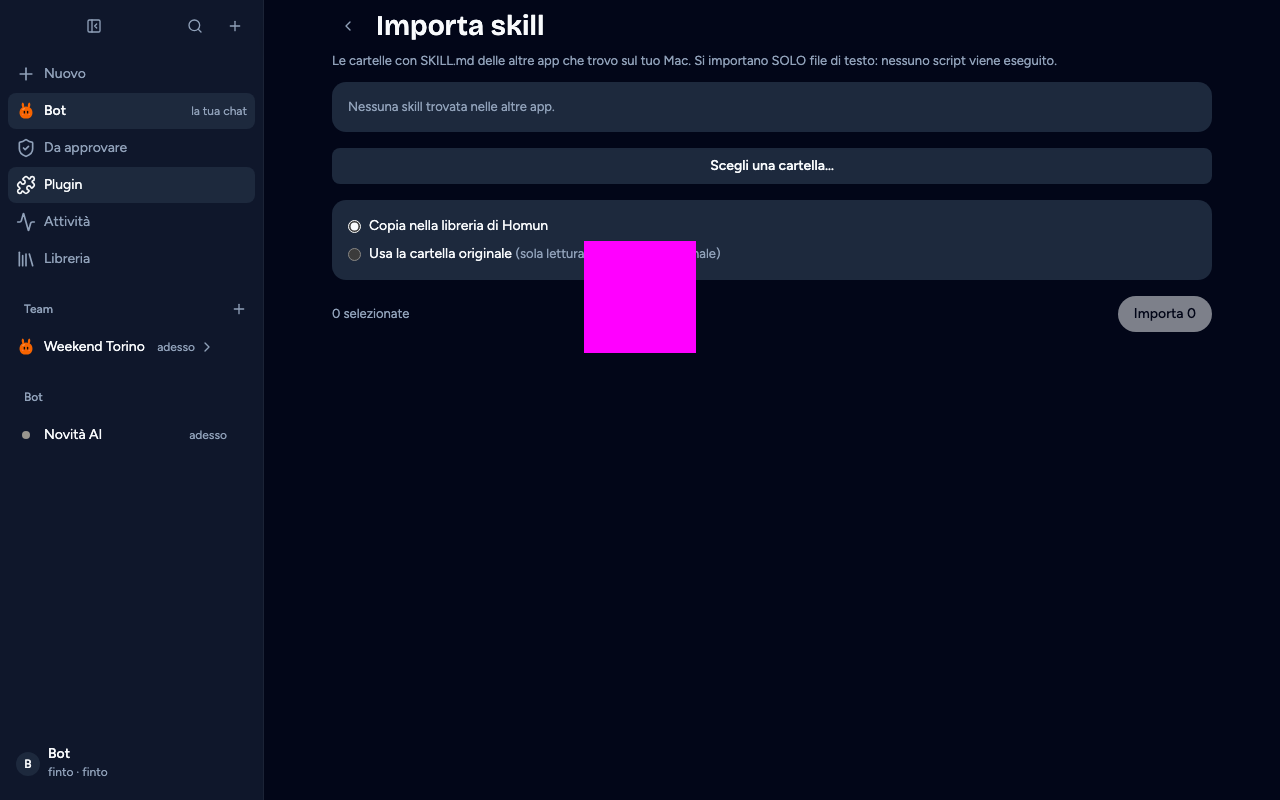 Importa skill
Le cartelle con SKILL.md delle altre app che trovo sul tuo Mac. Si importano SOLO file di testo: nessuno script viene eseguito.
Nuovo
Bot la tua chat
Da approvare
Plugin
Attività
Libreria
Team
Weekend Torino adesso
Bot
Novità AI adesso
B
Bot
finto · finto
Nessuna skill trovata nelle altre app.
Scegli una cartella...
Copia nella libreria di Homun
Usa la cartella originale (sola lettura
0 selezionate
Importa 0